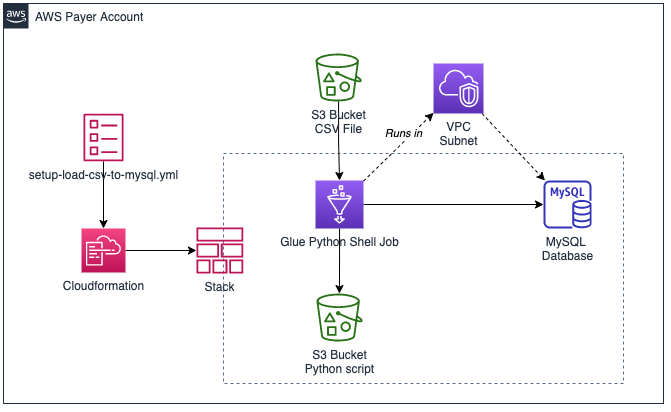 aws
AWS Payer Account
S3 Bucket
CSV File
Runs in
VPC
Subnet
setup-load-csv-to-mysql.yml
MySQL
Glue Python Shell Job
MySQL
Database
Cloudformation
Stack
S3 Bucket
Python script